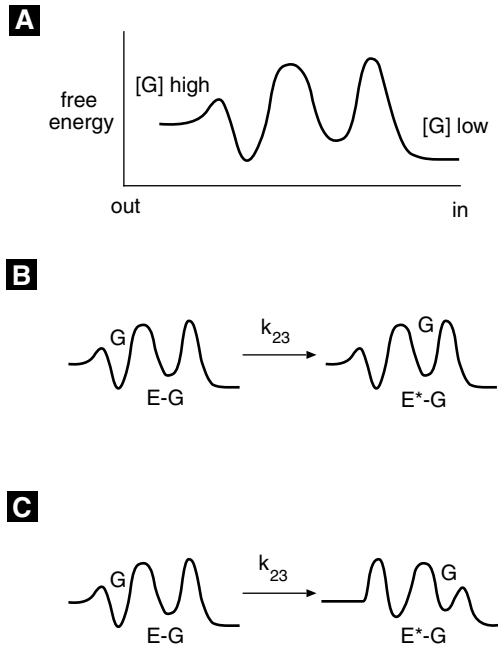 A
[G] high
free
energy
[G] low
out
in
B
G
k23
G
E-G
E*-G
C
G
k23
G
E-G
E*-G